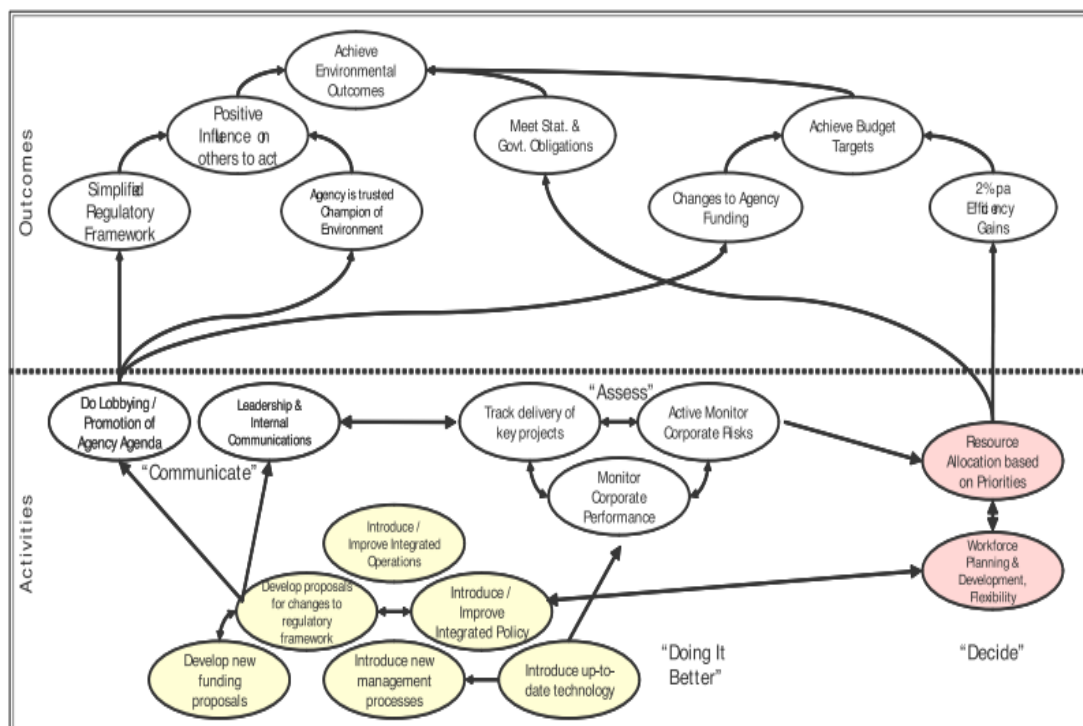 Outcomes
Achieve
Environmental
Outcomes
Positive
Influence on
others to act
Meet Stat. &
Govt. Obligations
Achieve Budget
Targets
Simplified
Regulatory
Framework
Agency is trusted
Champion of
Environment
Changes to Agency
Funding
2% pa
Efficiency
Gains
Activities
Do Lobbying /
Promotion of
Agency Agenda
Leadership &
Internal
Communications
"Communicate"
"Assess"
Track delivery of
key projects
Active Monitor
Corporate Risks
Monitor
Corporate
Performance
Resource
Allocation based
on Priorities
Introduce /
Improve Integrated
Operations
Develop proposals
for changes to
regulatory
framework
Introduce /
Improve
Integrated Policy
Workforce
Planning &
Development,
Flexibility
Develop new
funding
proposals
Introduce new
management
processes
Introduce up-to-
date technology
"Doing It
Better"
"Decide"